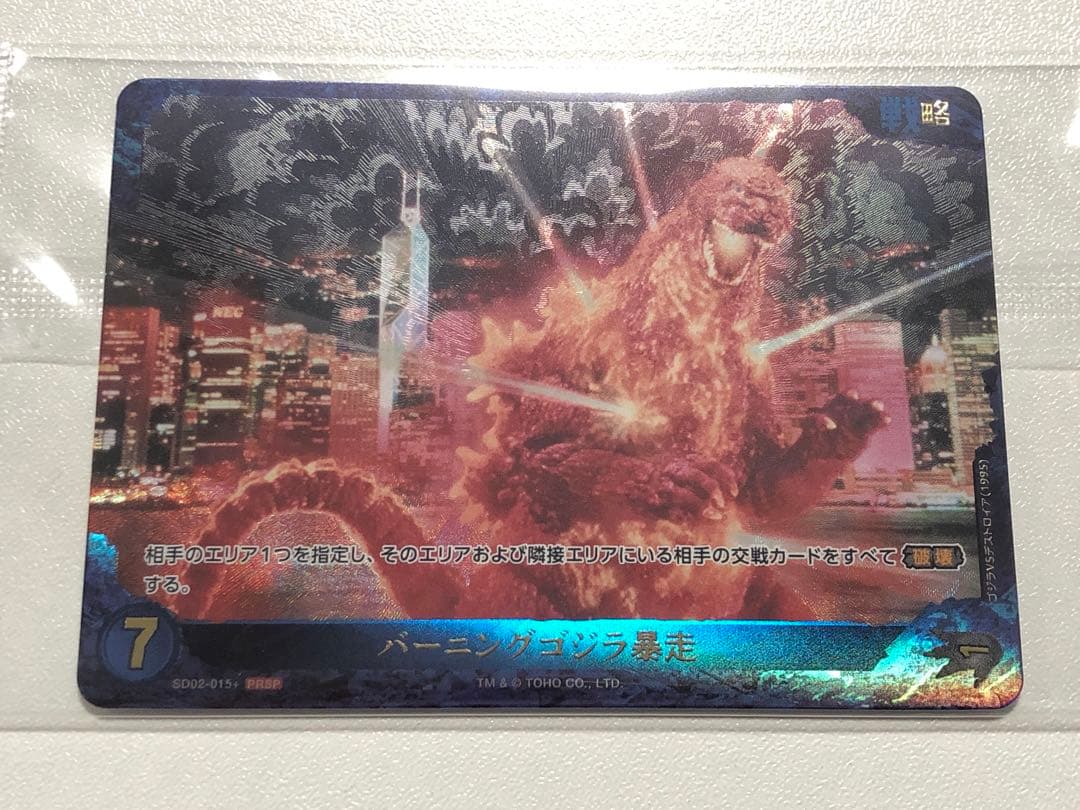 戦略
NEC
相手のエリア1つを指定し、そのエリアおよび隣接エリアにいる相手の交戦カードをすべて 破壊
する。
ゴジラVSデストロイア(1995)
7
バーニングゴジラ暴走
1
SD02-015+ PRSP
TM & © TOHO CO., LTD.